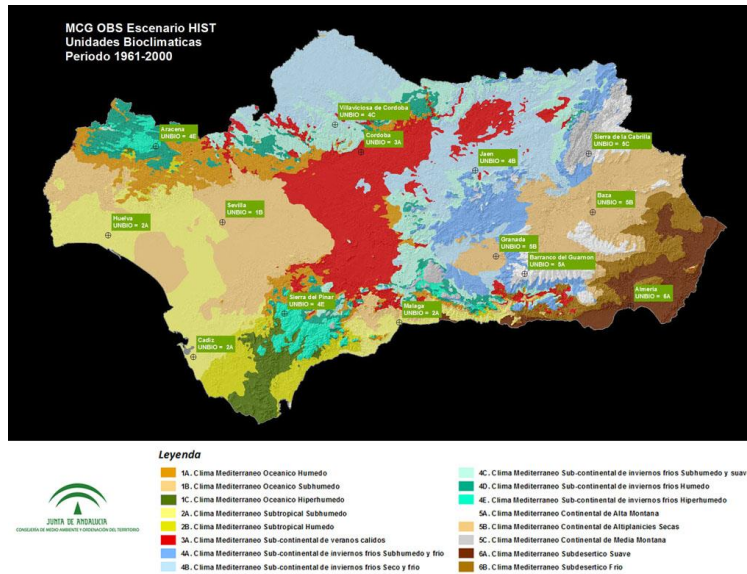 MCG OBS Escenario HIST
Unidades Bioclimaticas
Periodo 1961-2000
Villaviciosa de Cordoba
UNBIO = 4C
Aracena
UNBIO = 4E
Cordoba
UNBIO = 3A
Sierra de la Cabrilla
UNBIO = 5C
Jaen
UNBIO = 4B
Baza
UNBIO = 5B
Sevilla
UNBIO = 1B
Huelva
UNBIO = 2A
Granada
UNBIO = 5B
Barranco del Guarnon
UNBIO = 5A
Almeria
UNBIO = 6A
Sierra del Pinar
UNBIO = 4E
Malaga
UNBIO = 2A
Cadiz
UNBIO = 2A
Leyenda
1A. Clima Mediterraneo Oceanico Humedo
1B. Clima Mediterraneo Oceanico Subhumedo
1C. Clima Mediterraneo Oceanico Hiperhumedo
2A. Clima Mediterraneo Subtropical Subhumedo
2B. Clima Mediterraneo Subtropical Humedo
3A. Clima Mediterraneo Sub-continental de veranos calidos
4A. Clima Mediterraneo Sub-continental de inviernos frios Subhumedo y frio
4B. Clima Mediterraneo Sub-continental de inviernos frios Seco y frio
4C. Clima Mediterraneo Sub-continental de inviernos frios Subhumedo y suav
4D. Clima Mediterraneo Sub-continental de inviernos frios Humedo
4E. Clima Mediterraneo Sub-continental de inviernos frios Hiperhumedo
5A. Clima Mediterraneo Continental de Alta Montana
5B. Clima Mediterraneo Continental de Altiplanicies Secas
5C. Clima Mediterraneo Continental de Media Montana
6A. Clima Mediterraneo Subdesertico Suave
6B. Clima Mediterraneo Subdesertico Frio
JUNTA DE ANDALUCIA
CONSEJERÍA DE MEDIO AMBIENTE Y ORDENACIÓN DEL TERRITORIO